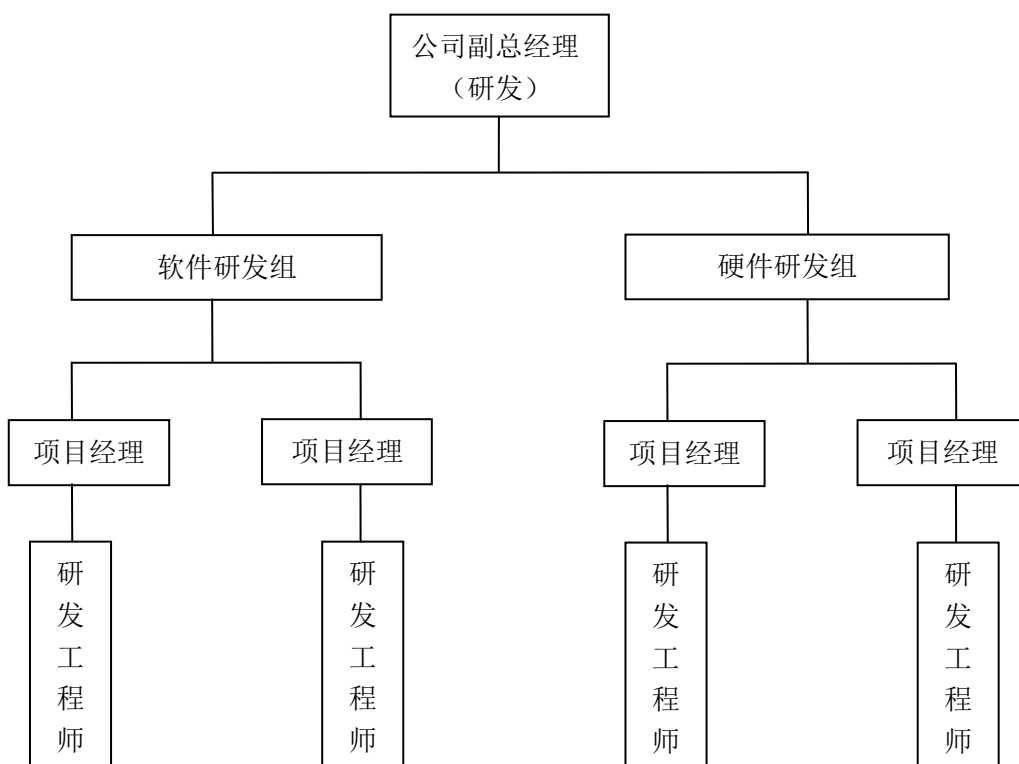 公司副总经理
（研发）
软件研发组
硬件研发组
项目经理
项目经理
项目经理
项目经理
研发工程师
研发工程师
研发工程师
研发工程师